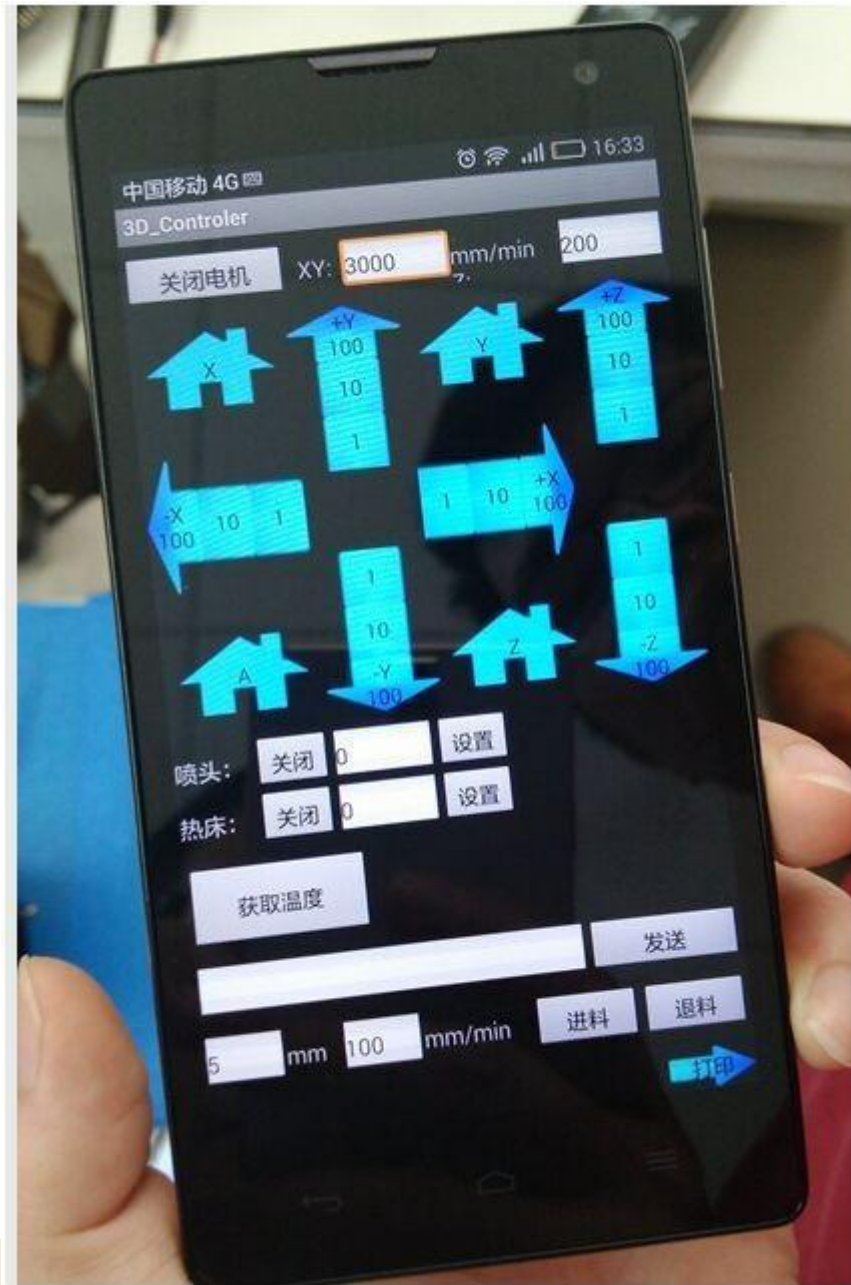 中国移动 4G 16:33
3D_Controler
关闭电机 XY: 3000 mm/min 200
X +Y 100 10 1 Y +Z 100 10 1
-X 100 10 1 1 10 +X 100
A 1 10 -Y 100 Z 1 10 -Z 100
喷头: 关闭 0 设置
热床: 关闭 0 设置
获取温度
发送
5 mm 100 mm/min 进料 退料
打印